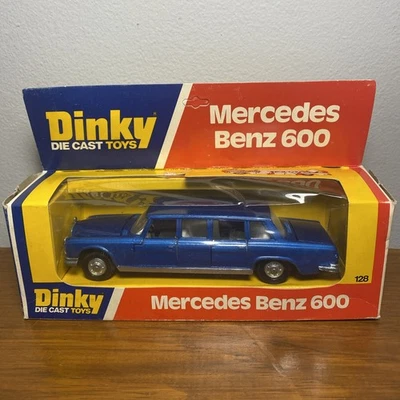 Dinky
DIE CAST TOYS
Mercedes
Benz 600
128
Dinky
DIE CAST TOYS
Mercedes Benz 600